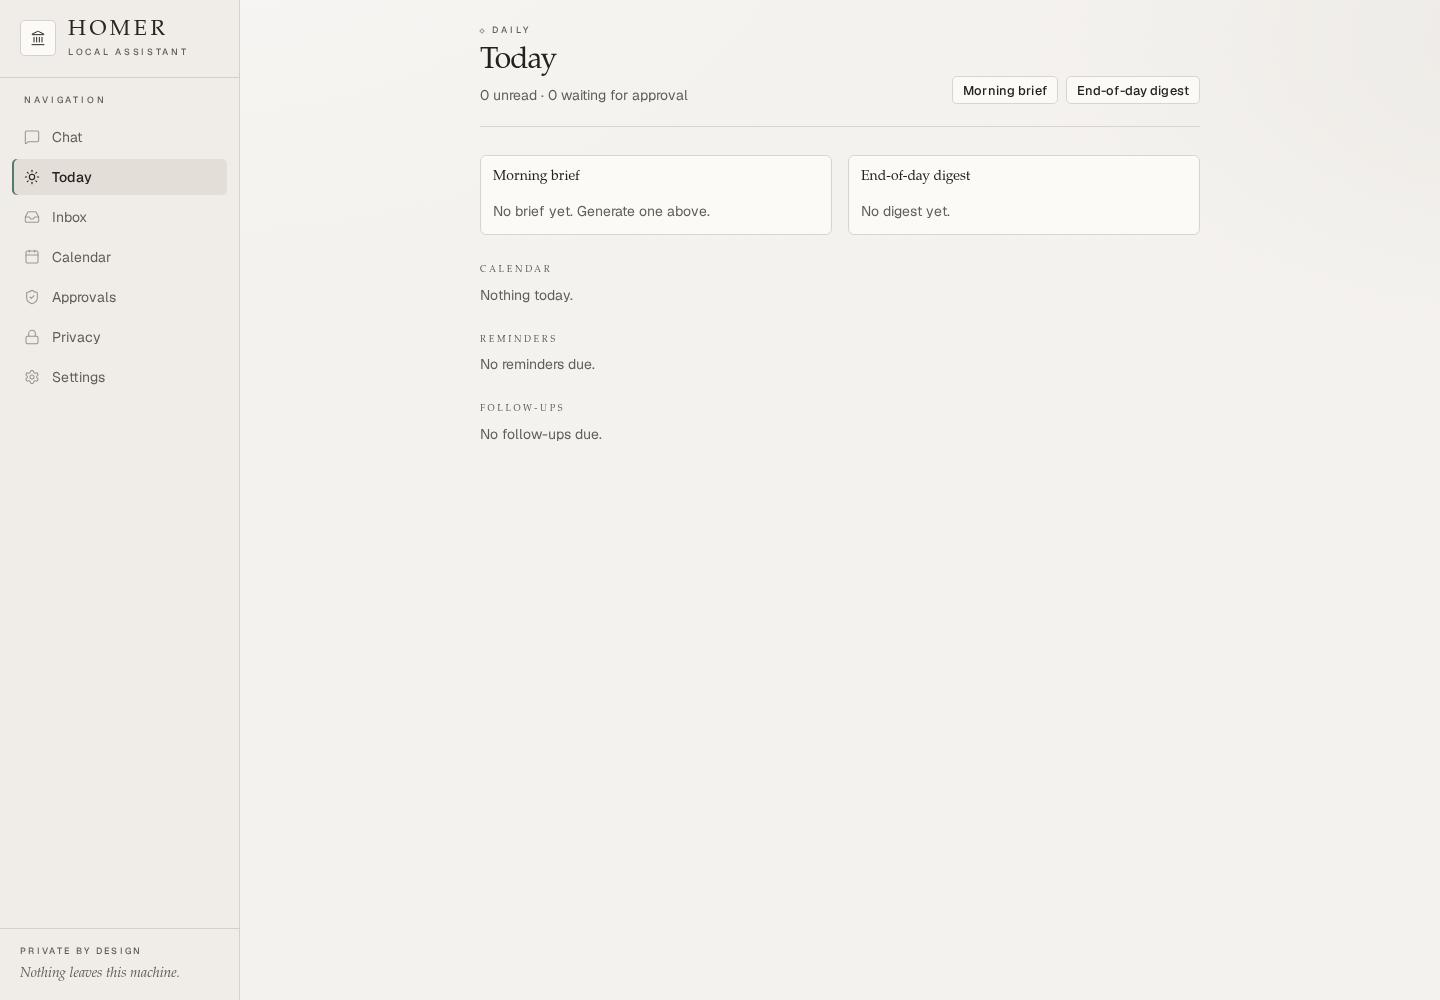 HOMER
LOCAL ASSISTANT
NAVIGATION
Chat
Today
Inbox
Calendar
Approvals
Privacy
Settings
PRIVATE BY DESIGN
Nothing leaves this machine.
DAILY
Today
0 unread · 0 waiting for approval
Morning brief
End-of-day digest
Morning brief
No brief yet. Generate one above.
End-of-day digest
No digest yet.
CALENDAR
Nothing today.
REMINDERS
No reminders due.
FOLLOW-UPS
No follow-ups due.